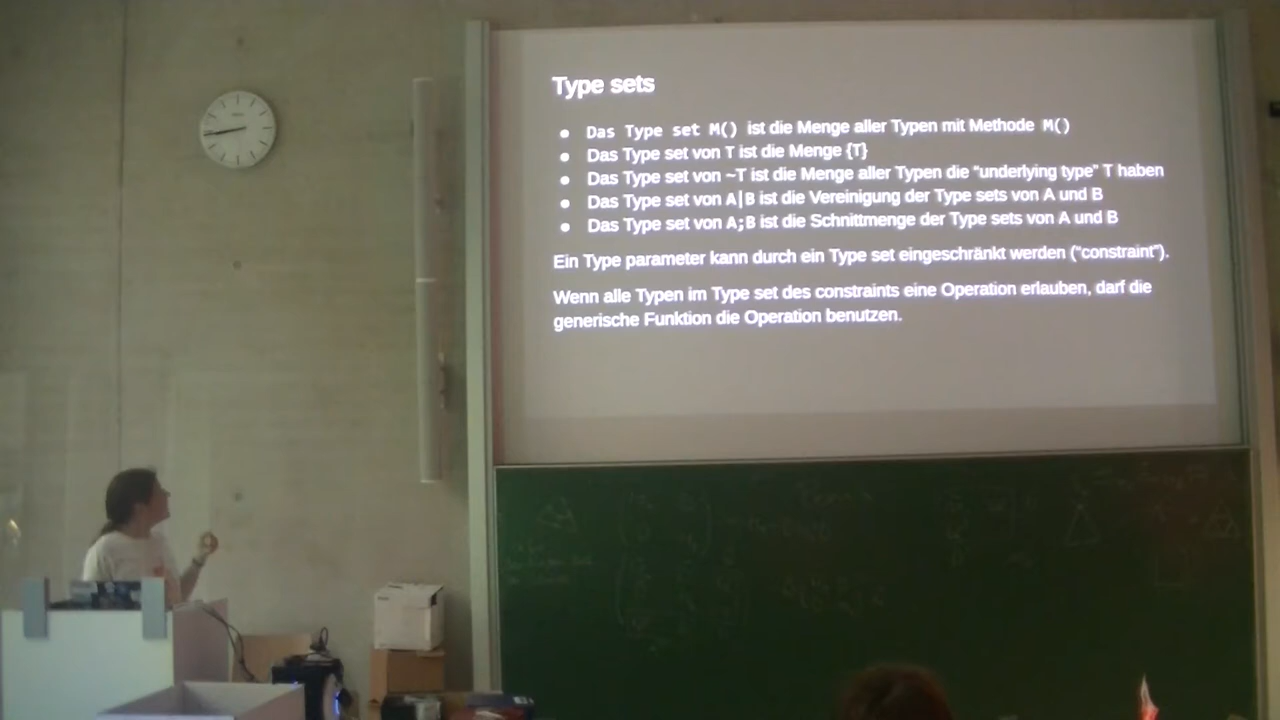 Type sets
● Das Type set M() ist die Menge aller Typen mit Methode M()
● Das Type set von T ist die Menge {T}
● Das Type set von ~T ist die Menge aller Typen die "underlying type" T haben
● Das Type set von A|B ist die Vereinigung der Type sets von A und B
● Das Type set von A;B ist die Schnittmenge der Type sets von A und B
Ein Type parameter kann durch ein Type set eingeschränkt werden ("constraint").
Wenn alle Typen im Type set des constraints eine Operation erlauben, darf die
generische Funktion die Operation benutzen.